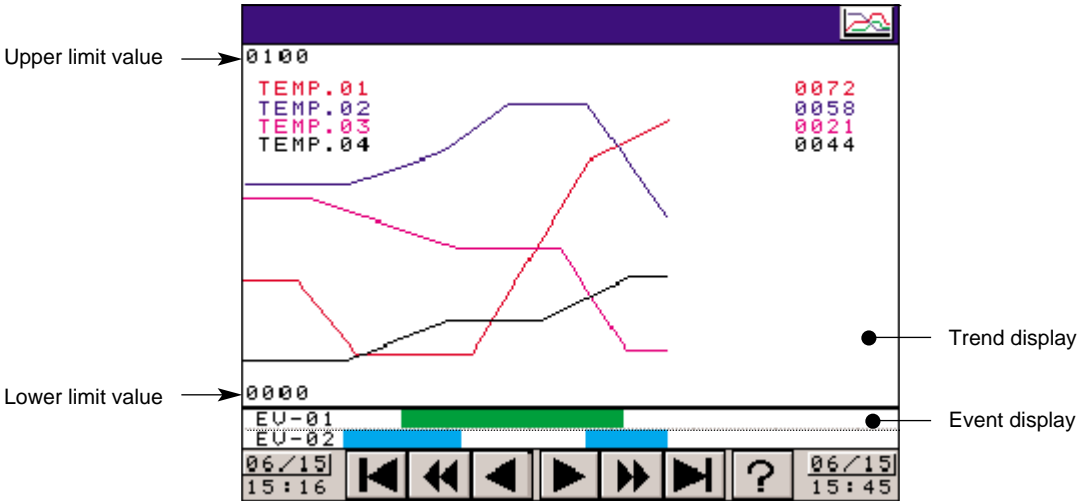 Upper limit value
0100
TEMP.01 0072
TEMP.02 0058
TEMP.03 0021
TEMP.04 0044
Trend display
Lower limit value
0000
EV-01
Event display
EV-02
06/15 ? 06/15
15:16 15:45